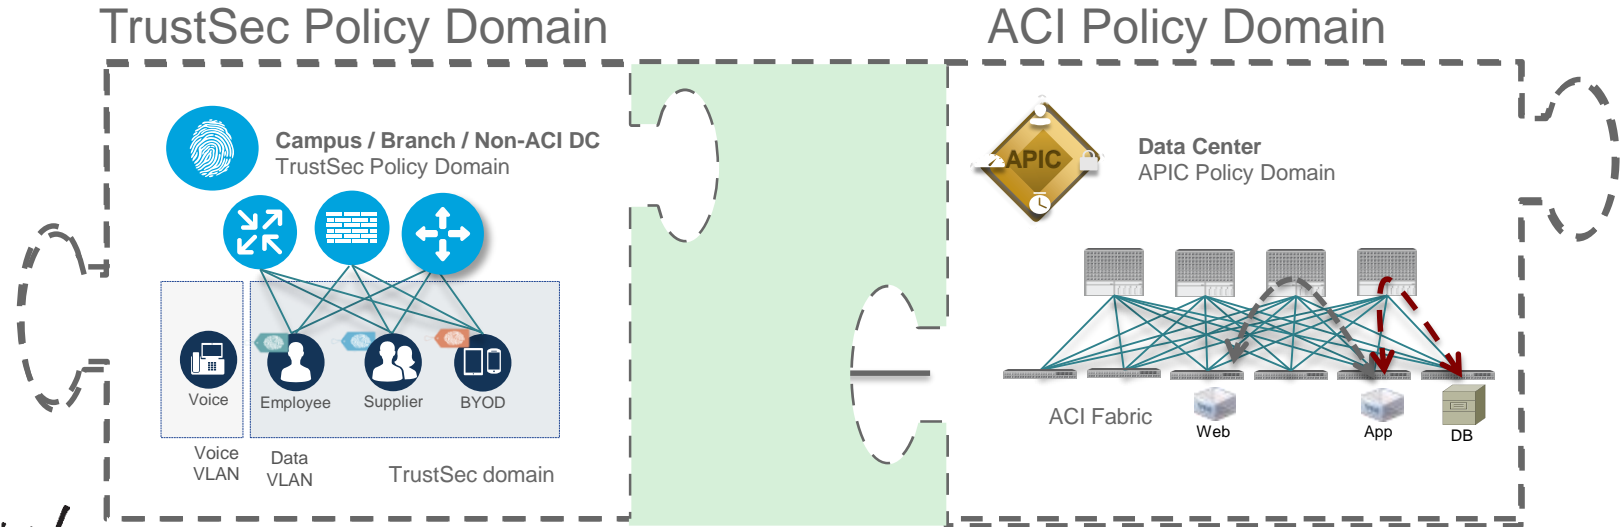 TrustSec Policy Domain
ACI Policy Domain
Campus / Branch / Non-ACI DC
TrustSec Policy Domain
APIC
Data Center
APIC Policy Domain
Voice
Employee
Supplier
BYOD
Voice
VLAN
Data
VLAN
TrustSec domain
ACI Fabric
Web
App
DB